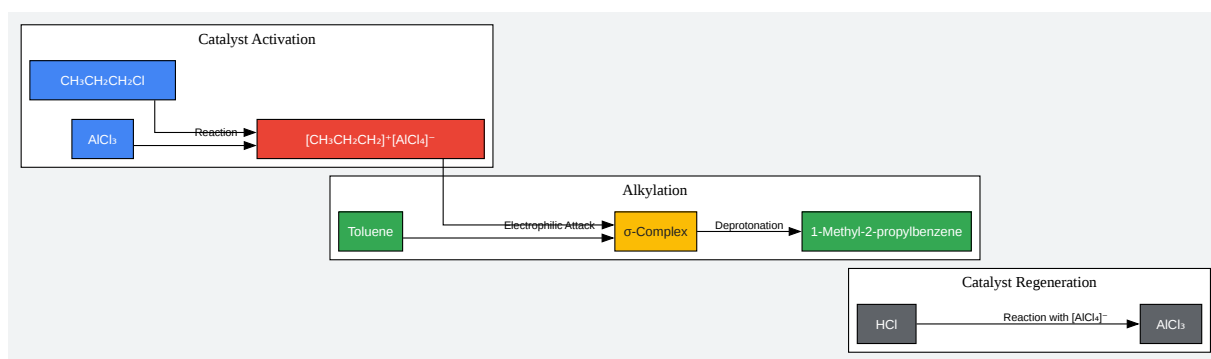 Catalyst Activation
CH₃CH₂CH₂Cl
AlCl₃
Reaction
[CH₃CH₂CH₂]⁺[AlCl₄]⁻
Alkylation
Toluene
Electrophilic Attack
σ-Complex
Deprotonation
1-Methyl-2-propylbenzene
Catalyst Regeneration
HCl
Reaction with [AlCl₄]⁻
AlCl₃